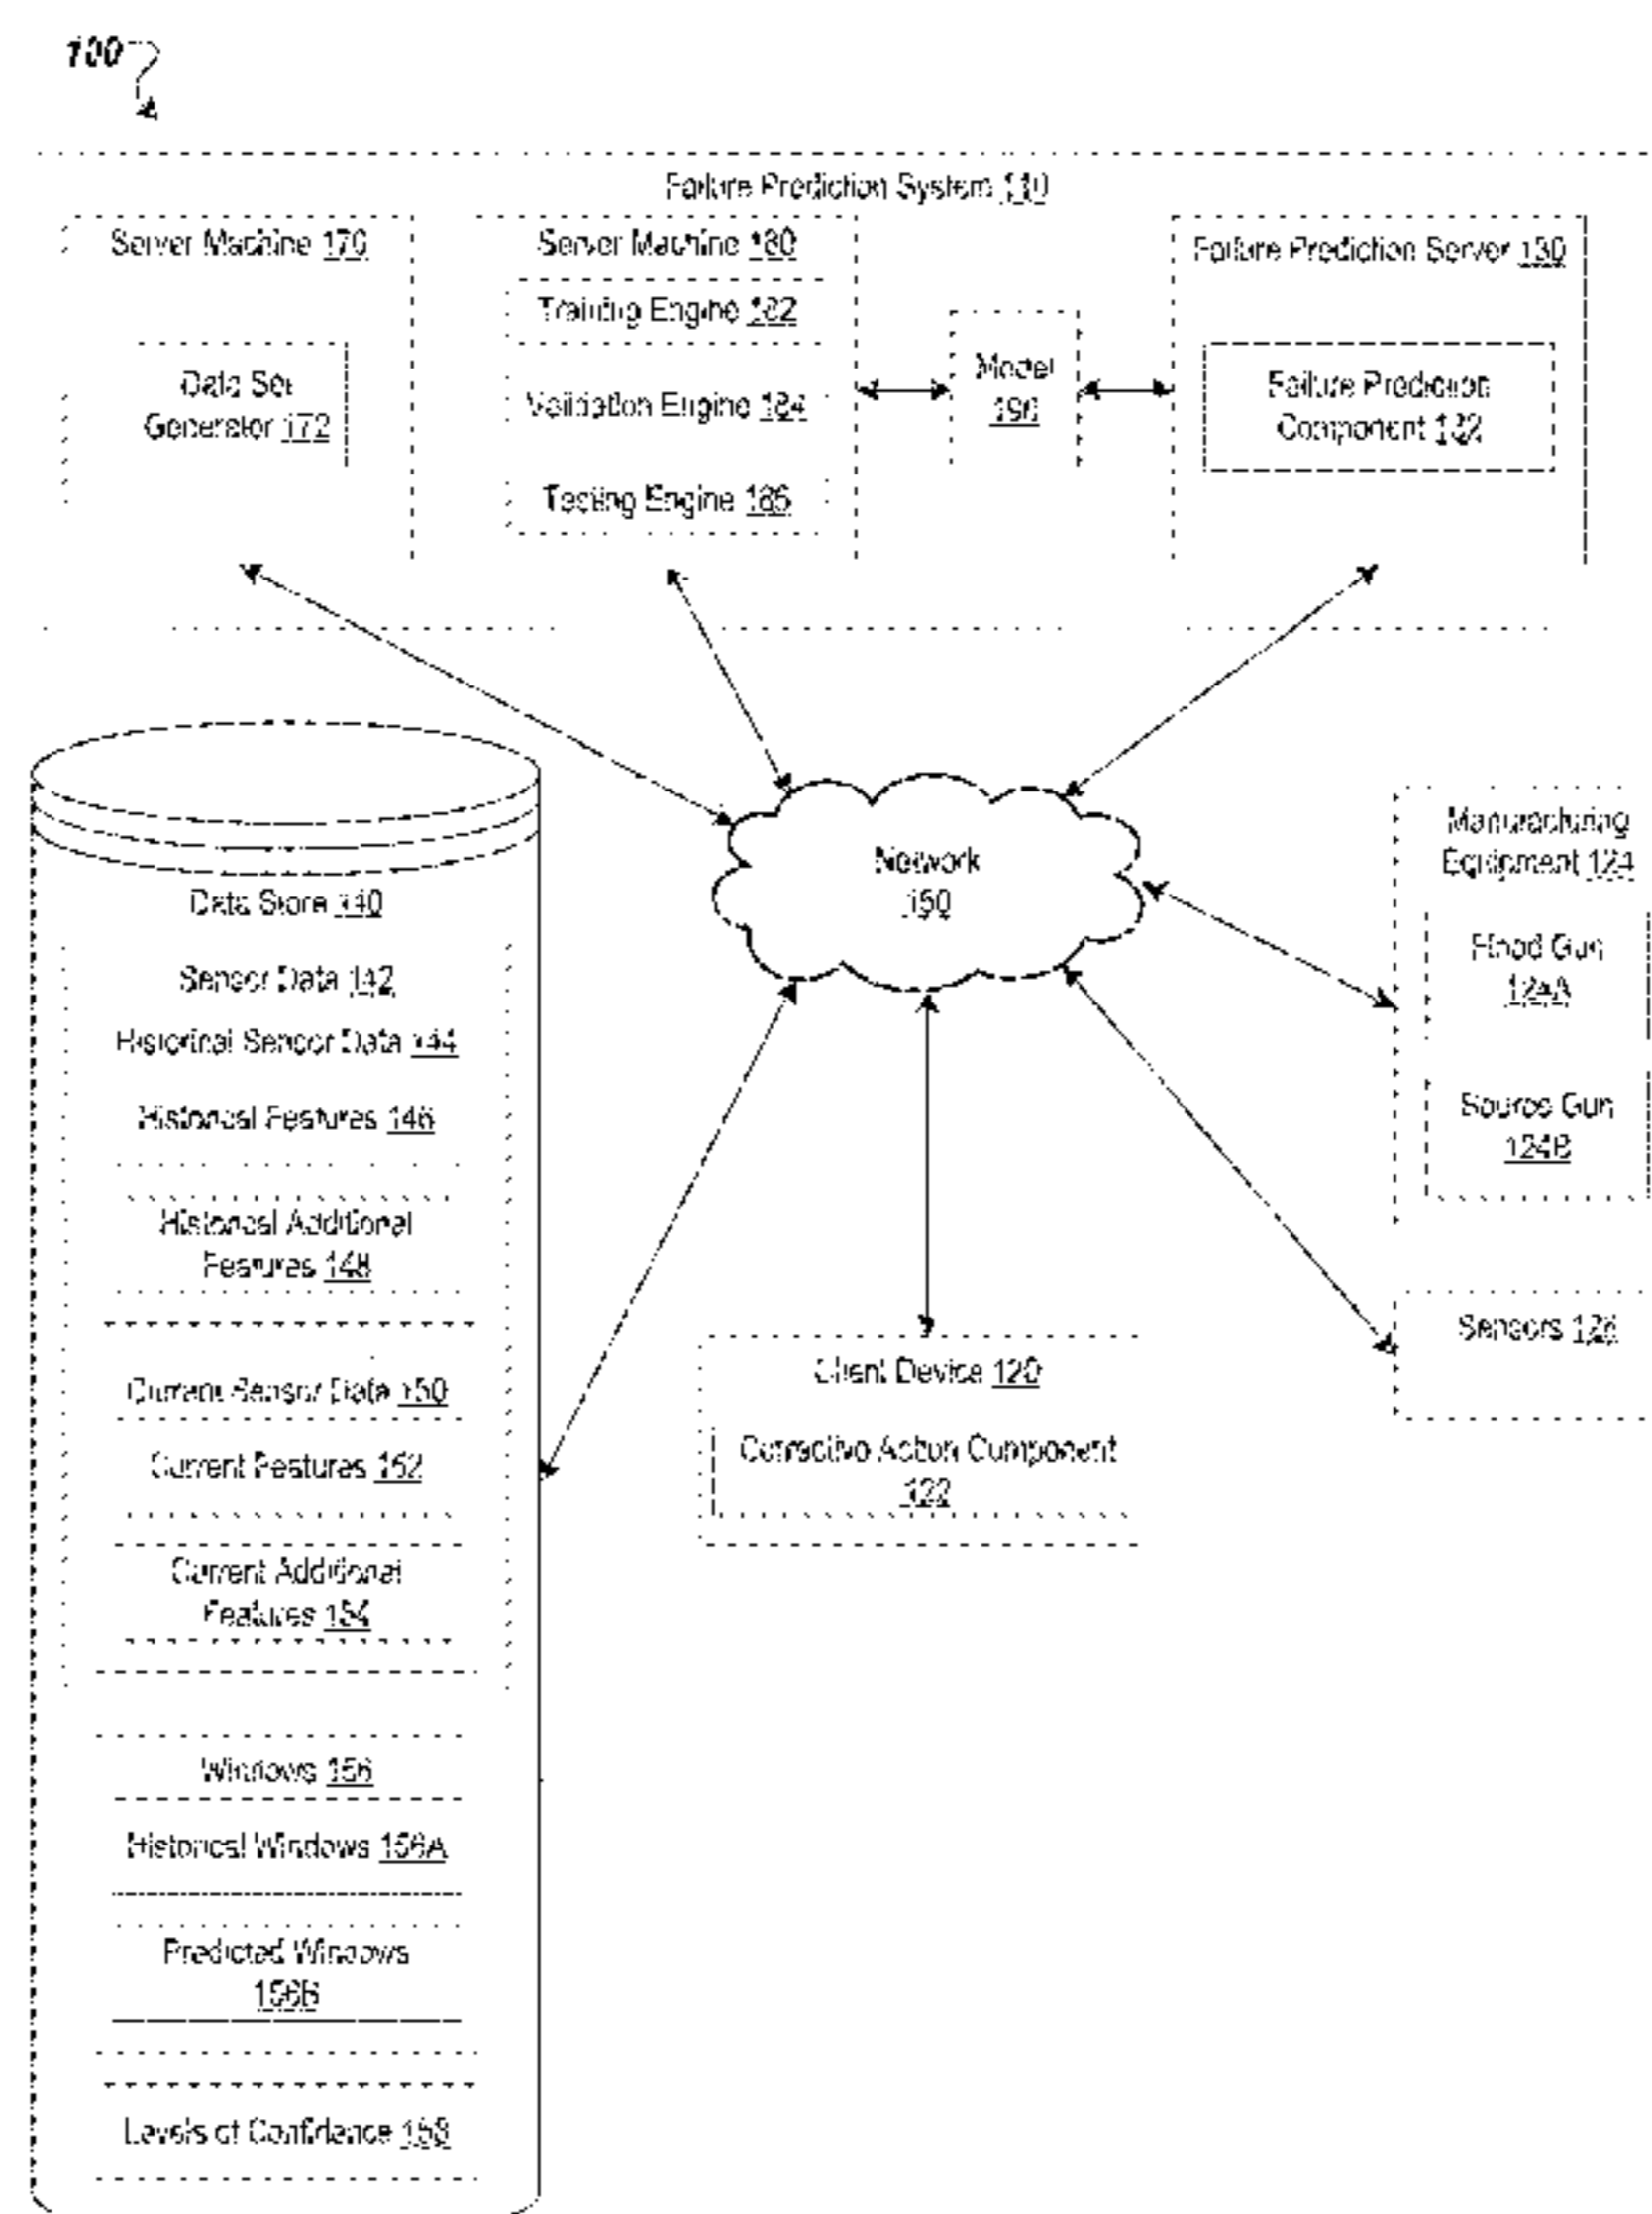 100
Failure Prediction System 110
Server Machine 170
Data Set
Generator 172
Server Machine 180
Training Engine 182
Validation Engine 184
Testing Engine 186
Model
190
Failure Prediction Server 130
Failure Prediction
Component 132
Data Store 140
Sensor Data 142
Historical Sensor Data 144
Historical Features 146
Historical Additional
Features 148
Current Sensor Data 150
Current Features 152
Current Additional
Features 154
Windows 156
Historical Windows 156A
Predicted Windows
156B
Levels of Confidence 158
Network
160
Manufacturing
Equipment 124
Flood Gun
124A
Source Gun
124B
Sensors 126
Client Device 120
Corrective Action Component
122